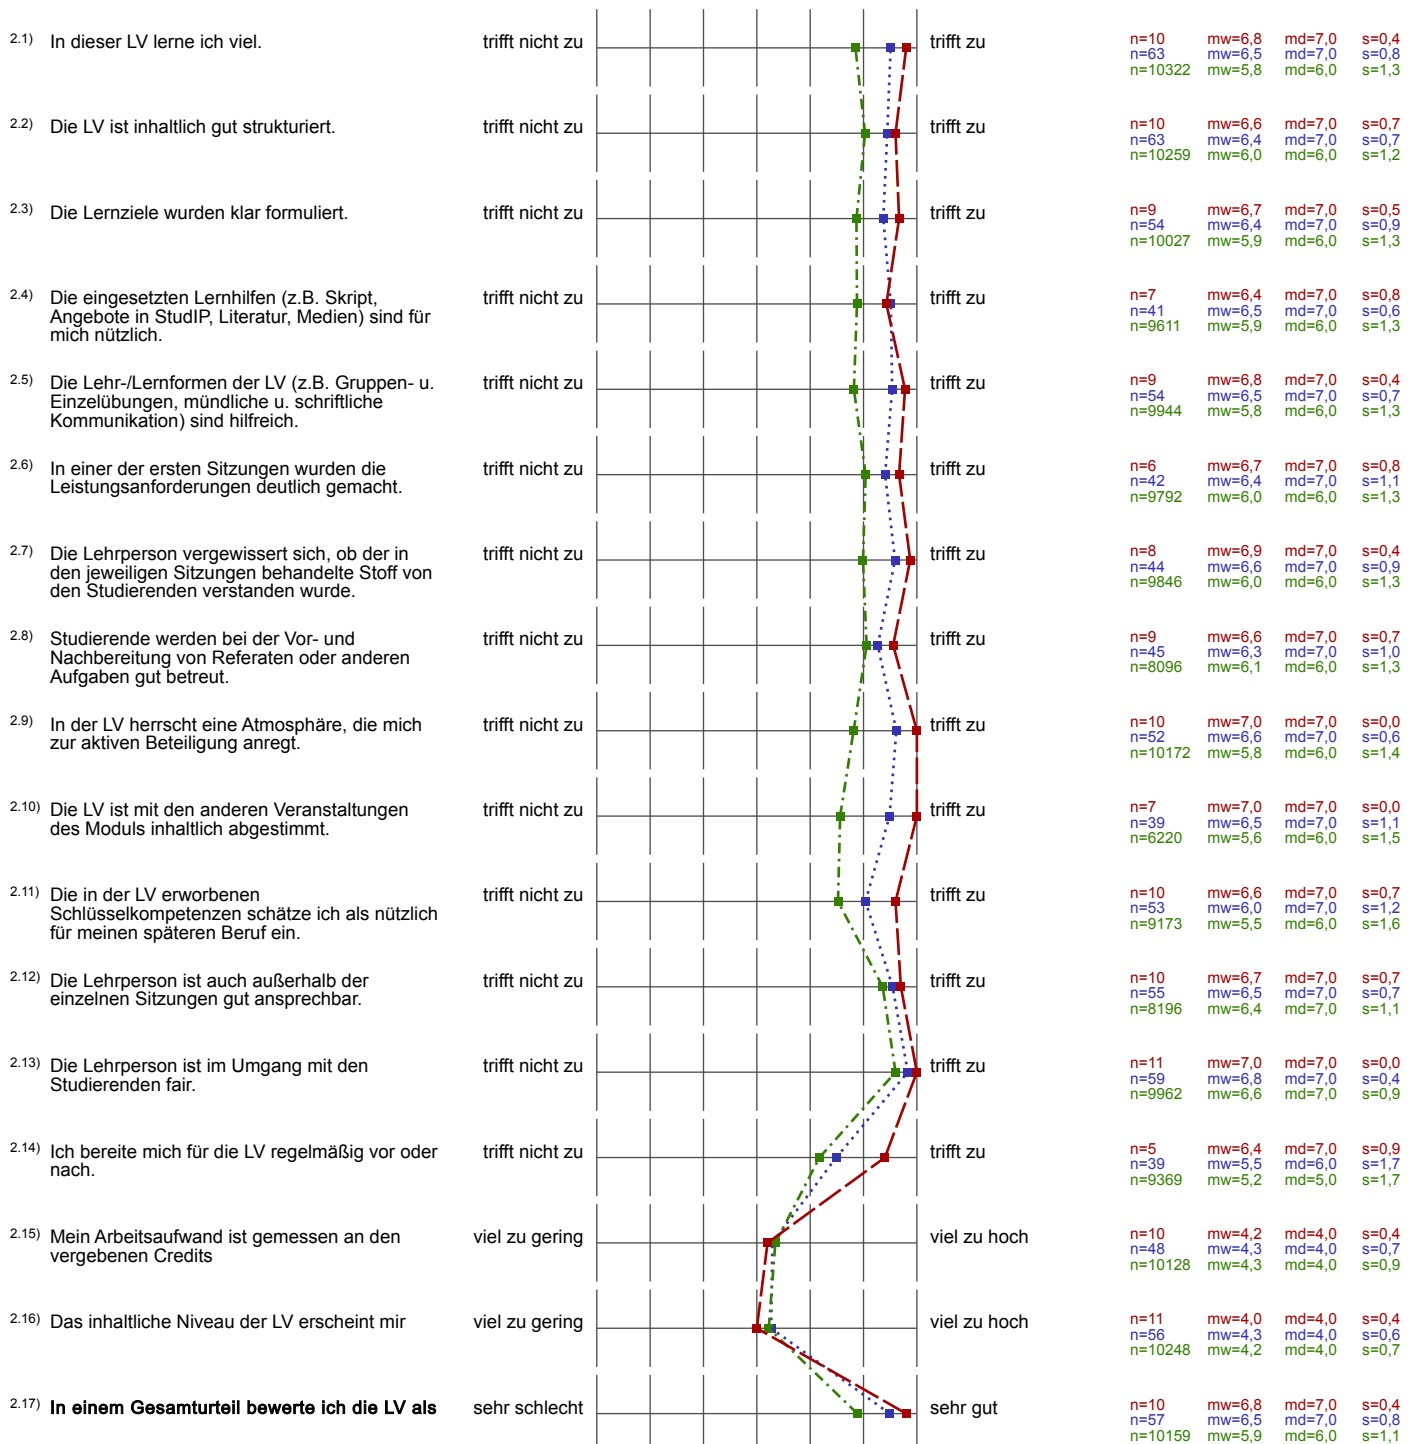 2.1) In dieser LV lerne ich viel. trifft nicht zu trifft zu n=10 mw=6,8 md=7,0 s=0,4
n=63 mw=6,5 md=7,0 s=0,8
n=10322 mw=5,8 md=6,0 s=1,3
2.2) Die LV ist inhaltlich gut strukturiert. trifft nicht zu trifft zu n=10 mw=6,6 md=7,0 s=0,7
n=63 mw=6,4 md=7,0 s=0,7
n=10259 mw=6,0 md=6,0 s=1,2
2.3) Die Lernziele wurden klar formuliert. trifft nicht zu trifft zu n=9 mw=6,7 md=7,0 s=0,5
n=54 mw=6,4 md=7,0 s=0,9
n=10027 mw=5,9 md=6,0 s=1,3
2.4) Die eingesetzten Lernhilfen (z.B. Skript, trifft nicht zu trifft zu n=7 mw=6,4 md=7,0 s=0,8
Angebote in StudIP, Literatur, Medien) sind für n=41 mw=6,5 md=7,0 s=0,6
mich nützlich. n=9611 mw=5,9 md=6,0 s=1,3
2.5) Die Lehr-/Lernformen der LV (z.B. Gruppen- u. trifft nicht zu trifft zu n=9 mw=6,8 md=7,0 s=0,4
Einzelübungen, mündliche u. schriftliche n=54 mw=6,5 md=7,0 s=0,7
Kommunikation) sind hilfreich. n=9944 mw=5,8 md=6,0 s=1,3
2.6) In einer der ersten Sitzungen wurden die trifft nicht zu trifft zu n=6 mw=6,7 md=7,0 s=0,8
Leistungsanforderungen deutlich gemacht. n=42 mw=6,4 md=7,0 s=1,1
n=9792 mw=6,0 md=6,0 s=1,3
2.7) Die Lehrperson vergewissert sich, ob der in trifft nicht zu trifft zu n=8 mw=6,9 md=7,0 s=0,4
den jeweiligen Sitzungen behandelte Stoff von n=44 mw=6,6 md=7,0 s=0,9
den Studierenden verstanden wurde. n=9846 mw=6,0 md=6,0 s=1,3
2.8) Studierende werden bei der Vor- und trifft nicht zu trifft zu n=9 mw=6,6 md=7,0 s=0,7
Nachbereitung von Referaten oder anderen n=45 mw=6,3 md=7,0 s=1,0
Aufgaben gut betreut. n=8096 mw=6,1 md=6,0 s=1,3
2.9) In der LV herrscht eine Atmosphäre, die mich trifft nicht zu trifft zu n=10 mw=7,0 md=7,0 s=0,0
zur aktiven Beteiligung anregt. n=52 mw=6,6 md=7,0 s=0,6
n=10172 mw=5,8 md=6,0 s=1,4
2.10) Die LV ist mit den anderen Veranstaltungen trifft nicht zu trifft zu n=7 mw=7,0 md=7,0 s=0,0
des Moduls inhaltlich abgestimmt. n=39 mw=6,5 md=7,0 s=1,1
n=6220 mw=5,6 md=6,0 s=1,5
2.11) Die in der LV erworbenen trifft nicht zu trifft zu n=10 mw=6,6 md=7,0 s=0,7
Schlüsselkompetenzen schätze ich als nützlich n=53 mw=6,0 md=7,0 s=1,2
für meinen späteren Beruf ein. n=9173 mw=5,5 md=6,0 s=1,6
2.12) Die Lehrperson ist auch außerhalb der trifft nicht zu trifft zu n=10 mw=6,7 md=7,0 s=0,7
einzelnen Sitzungen gut ansprechbar. n=55 mw=6,5 md=7,0 s=0,7
n=8196 mw=6,4 md=7,0 s=1,1
2.13) Die Lehrperson ist im Umgang mit den trifft nicht zu trifft zu n=11 mw=7,0 md=7,0 s=0,0
Studierenden fair. n=59 mw=6,8 md=7,0 s=0,4
n=9962 mw=6,6 md=7,0 s=0,9
2.14) Ich bereite mich für die LV regelmäßig vor oder trifft nicht zu trifft zu n=5 mw=6,4 md=7,0 s=0,9
nach. n=39 mw=5,5 md=6,0 s=1,7
n=9369 mw=5,2 md=5,0 s=1,7
2.15) Mein Arbeitsaufwand ist gemessen an den viel zu gering viel zu hoch n=10 mw=4,2 md=4,0 s=0,4
vergebenen Credits n=48 mw=4,3 md=4,0 s=0,7
n=10128 mw=4,3 md=4,0 s=0,9
2.16) Das inhaltliche Niveau der LV erscheint mir viel zu gering viel zu hoch n=11 mw=4,0 md=4,0 s=0,4
n=56 mw=4,3 md=4,0 s=0,6
n=10248 mw=4,2 md=4,0 s=0,7
2.17) In einem Gesamturteil bewerte ich die LV als sehr schlecht sehr gut n=10 mw=6,8 md=7,0 s=0,4
n=57 mw=6,5 md=7,0 s=0,8
n=10159 mw=5,9 md=6,0 s=1,1